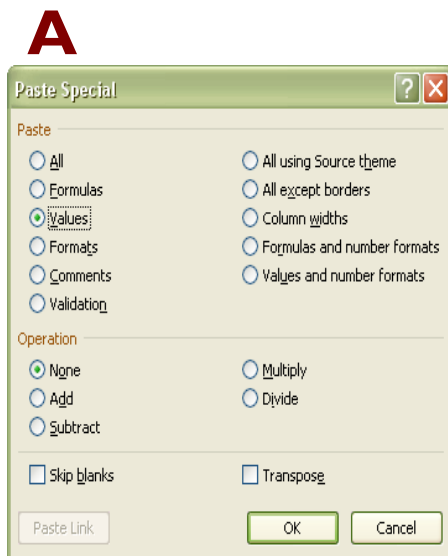 A
Paste Special
Paste
All
All using Source theme
Formulas
All except borders
Values
Column widths
Formats
Formulas and number formats
Comments
Values and number formats
Validation
Operation
None
Multiply
Add
Divide
Subtract
Skip blanks
Transpose
Paste Link
OK
Cancel